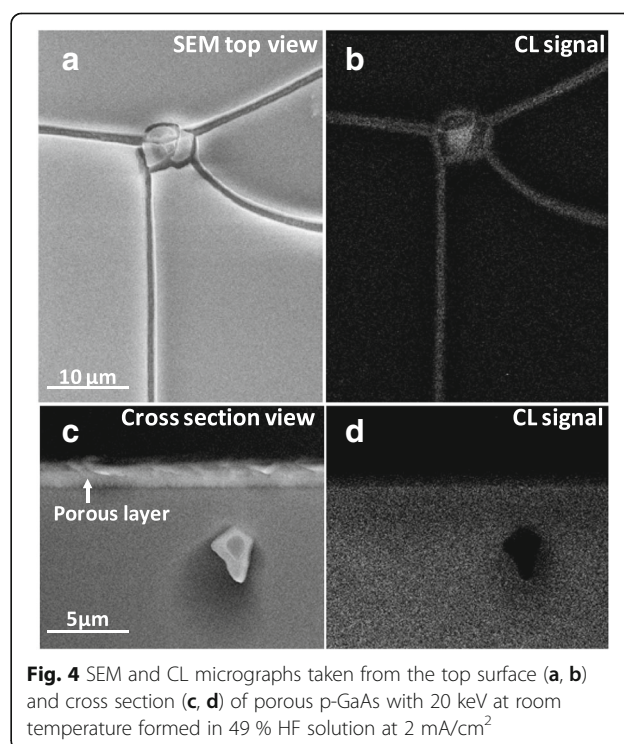 SEM top view
a
CL signal
b
10 µm
Cross section view
c
CL signal
d
Porous layer
5µm
Fig. 4 SEM and CL micrographs taken from the top surface (a, b)
and cross section (c, d) of porous p-GaAs with 20 keV at room
temperature formed in 49 % HF solution at 2 mA/cm²